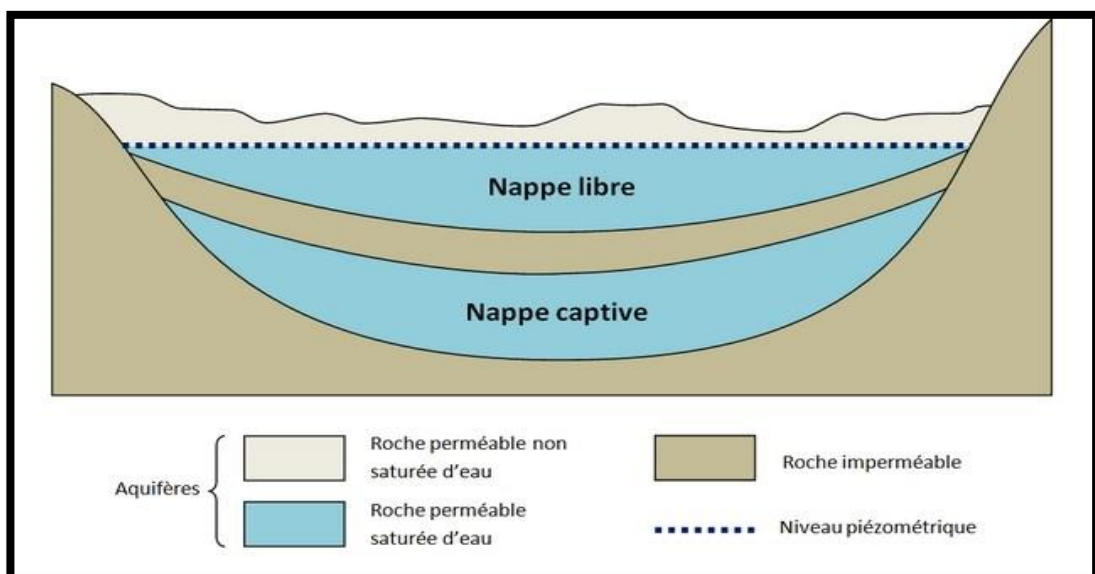 Nappe libre
Nappe captive
Aquifères
Roche perméable non
saturée d'eau
Roche perméable
saturée d'eau
Roche imperméable
Niveau piézométrique